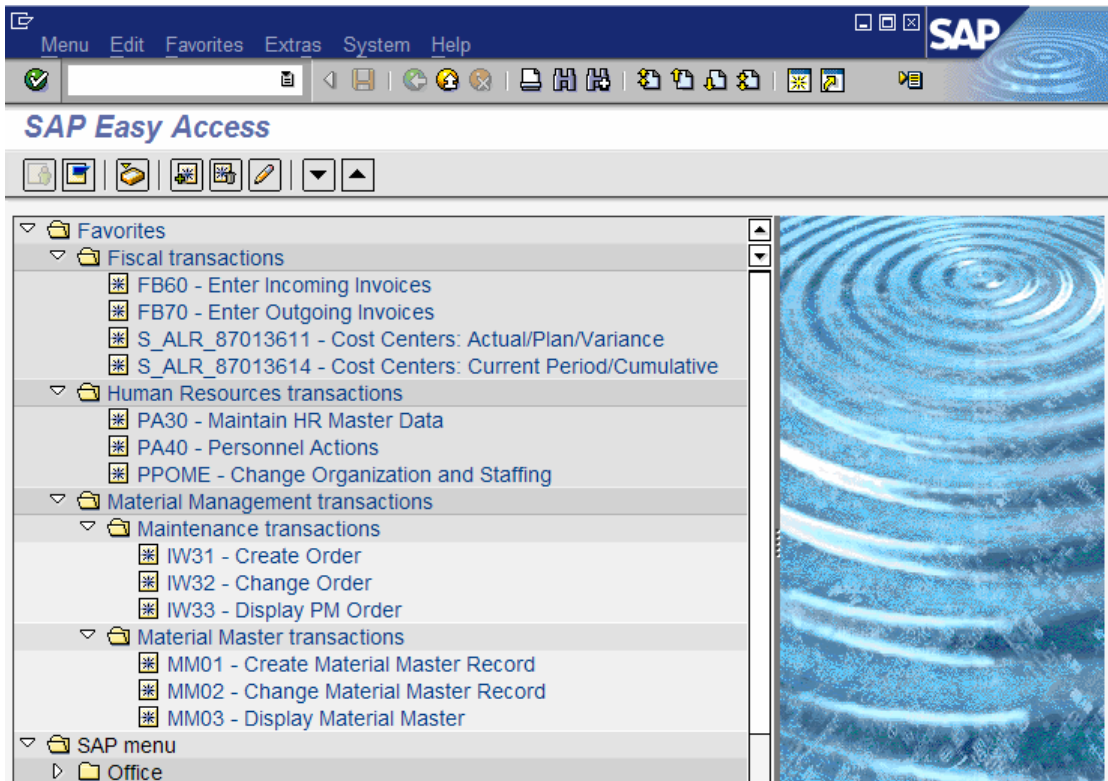 SAP
Menu Edit Favorites Extras System Help
SAP Easy Access
Favorites
Fiscal transactions
FB60 - Enter Incoming Invoices
FB70 - Enter Outgoing Invoices
S_ALR_87013611 - Cost Centers: Actual/Plan/Variance
S_ALR_87013614 - Cost Centers: Current Period/Cumulative
Human Resources transactions
PA30 - Maintain HR Master Data
PA40 - Personnel Actions
PPOME - Change Organization and Staffing
Material Management transactions
Maintenance transactions
IW31 - Create Order
IW32 - Change Order
IW33 - Display PM Order
Material Master transactions
MM01 - Create Material Master Record
MM02 - Change Material Master Record
MM03 - Display Material Master
SAP menu
Office